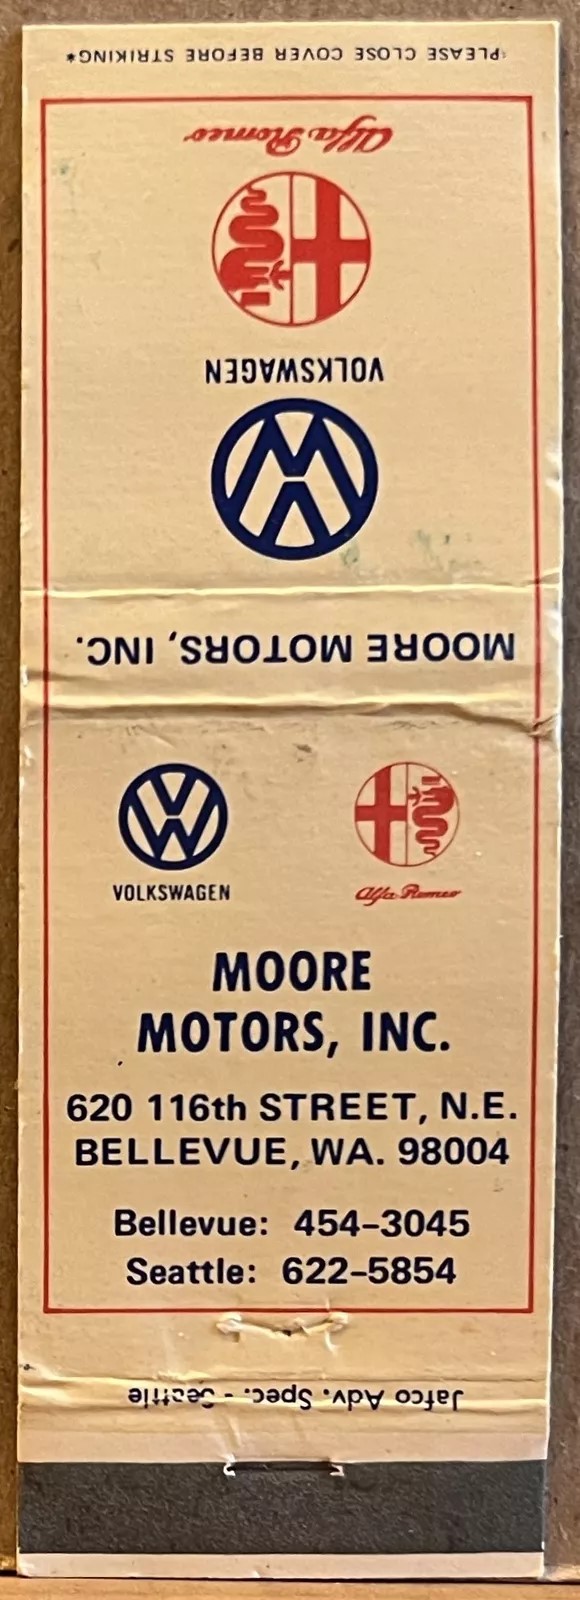 *PLEASE CLOSE COVER BEFORE STRIKING*
Alfa Romeo
VOLKSWAGEN
MOORE MOTORS, INC.
VOLKSWAGEN
Alfa Romeo
MOORE
MOTORS, INC.
620 116th STREET, N.E.
BELLEVUE, WA. 98004
Bellevue: 454-3045
Seattle: 622-5854
Jafco Adv. Spec. - Seattle